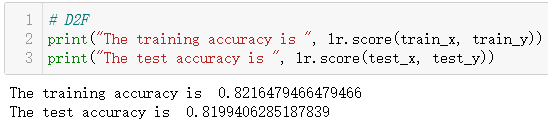 1 # D2F
2 print("The training accuracy is ", lr.score(train_x, train_y))
3 print("The test accuracy is ", lr.score(test_x, test_y))
The training accuracy is  0.8216479466479466
The test accuracy is  0.8199406285187839